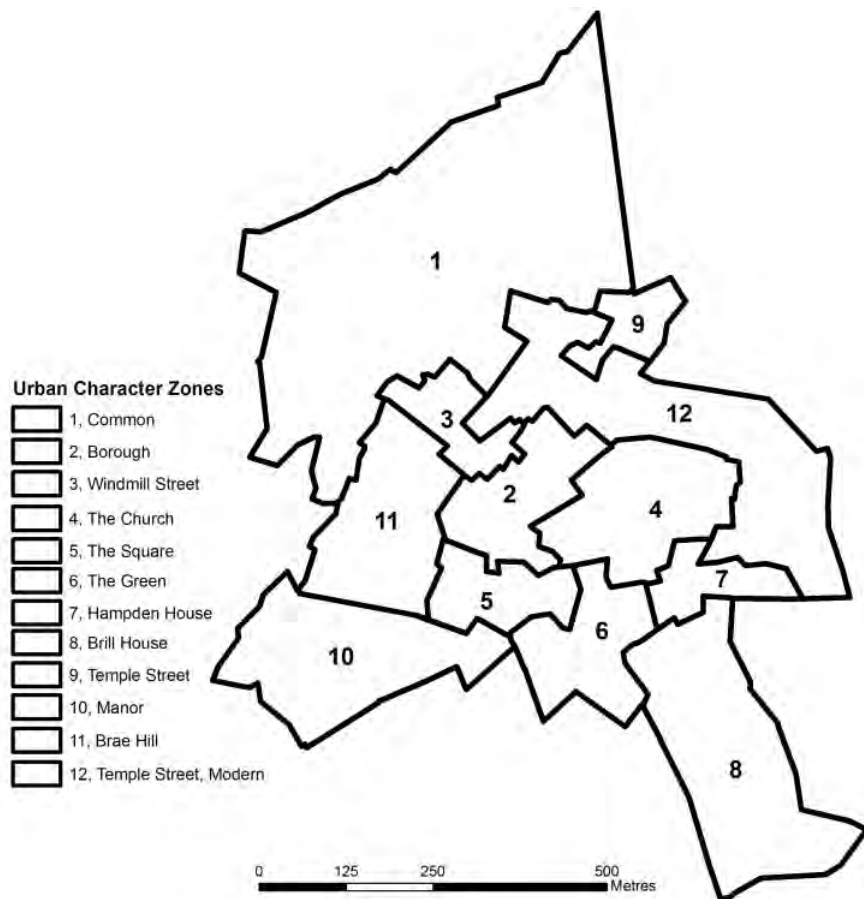 1
9
12
3
2
4
11
7
5
6
10
8
Urban Character Zones
1, Common
2, Borough
3, Windmill Street
4, The Church
5, The Square
6, The Green
7, Hampden House
8, Brill House
9, Temple Street
10, Manor
11, Brae Hill
12, Temple Street, Modern
0 125 250 500
Metres